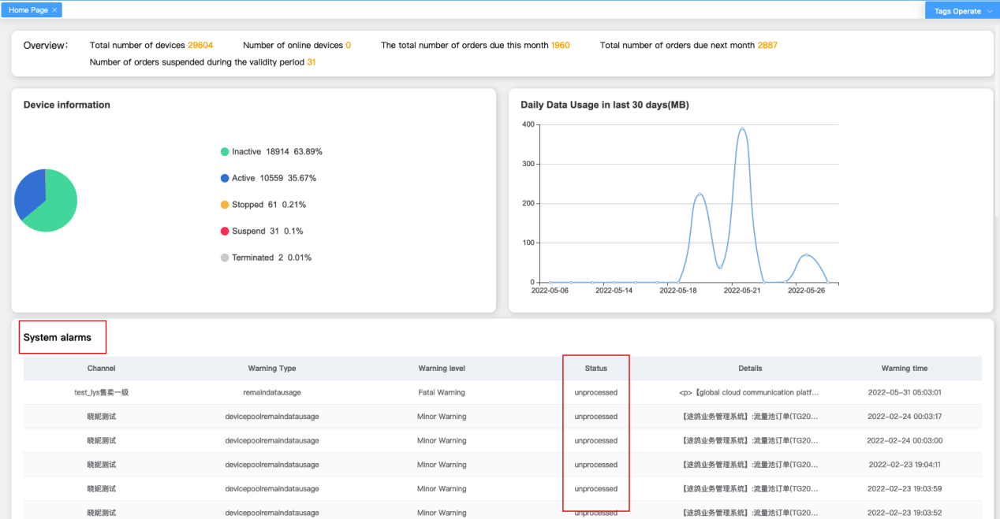 Home Page ×
Tags Operate
Overview: Total number of devices 29604 Number of online devices 0 The total number of orders due this month 1960 Total number of orders due next month 2887
Number of orders suspended during the validity period 31
Device information
Inactive 18914 63.89%
Active 10559 35.67%
Stopped 61 0.21%
Suspend 31 0.1%
Terminated 2 0.01%
Daily Data Usage in last 30 days(MB)
400
300
200
100
0
2022-05-06 2022-05-14 2022-05-18 2022-05-21 2022-05-26
System alarms
Channel Warning Type Warning level Status Details Warning time
test_lys售卖一级 remaindatausage Fatal Warning unprocessed <p>【global cloud communication platf... 2022-05-31 05:03:01
晓妮测试 devicepoolremaindatausage Minor Warning unprocessed 【途鸽业务管理系统】:流量池订单(TG20... 2022-02-24 00:03:17
晓妮测试 devicepoolremaindatausage Minor Warning unprocessed 【途鸽业务管理系统】:流量池订单(TG20... 2022-02-24 00:03:00
晓妮测试 devicepoolremaindatausage Minor Warning unprocessed 【途鸽业务管理系统】:流量池订单(TG20... 2022-02-23 19:04:11
晓妮测试 devicepoolremaindatausage Minor Warning unprocessed 【途鸽业务管理系统】:流量池订单(TG20... 2022-02-23 19:03:59
晓妮测试 devicepoolremaindatausage Minor Warning unprocessed 【途鸽业务管理系统】:流量池订单(TG20... 2022-02-23 19:03:52